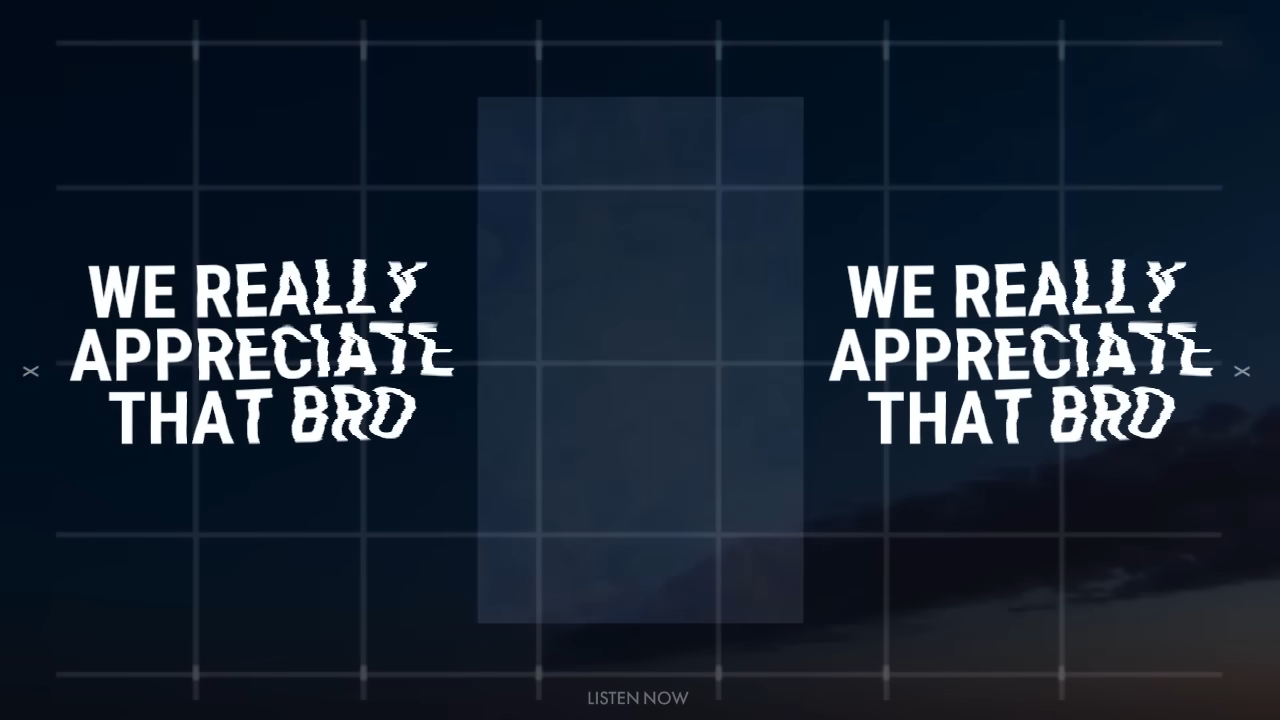 WE REALLY
APPRECIATE
THAT BRO
WE REALLY
APPRECIATE
THAT BRO
LISTEN NOW